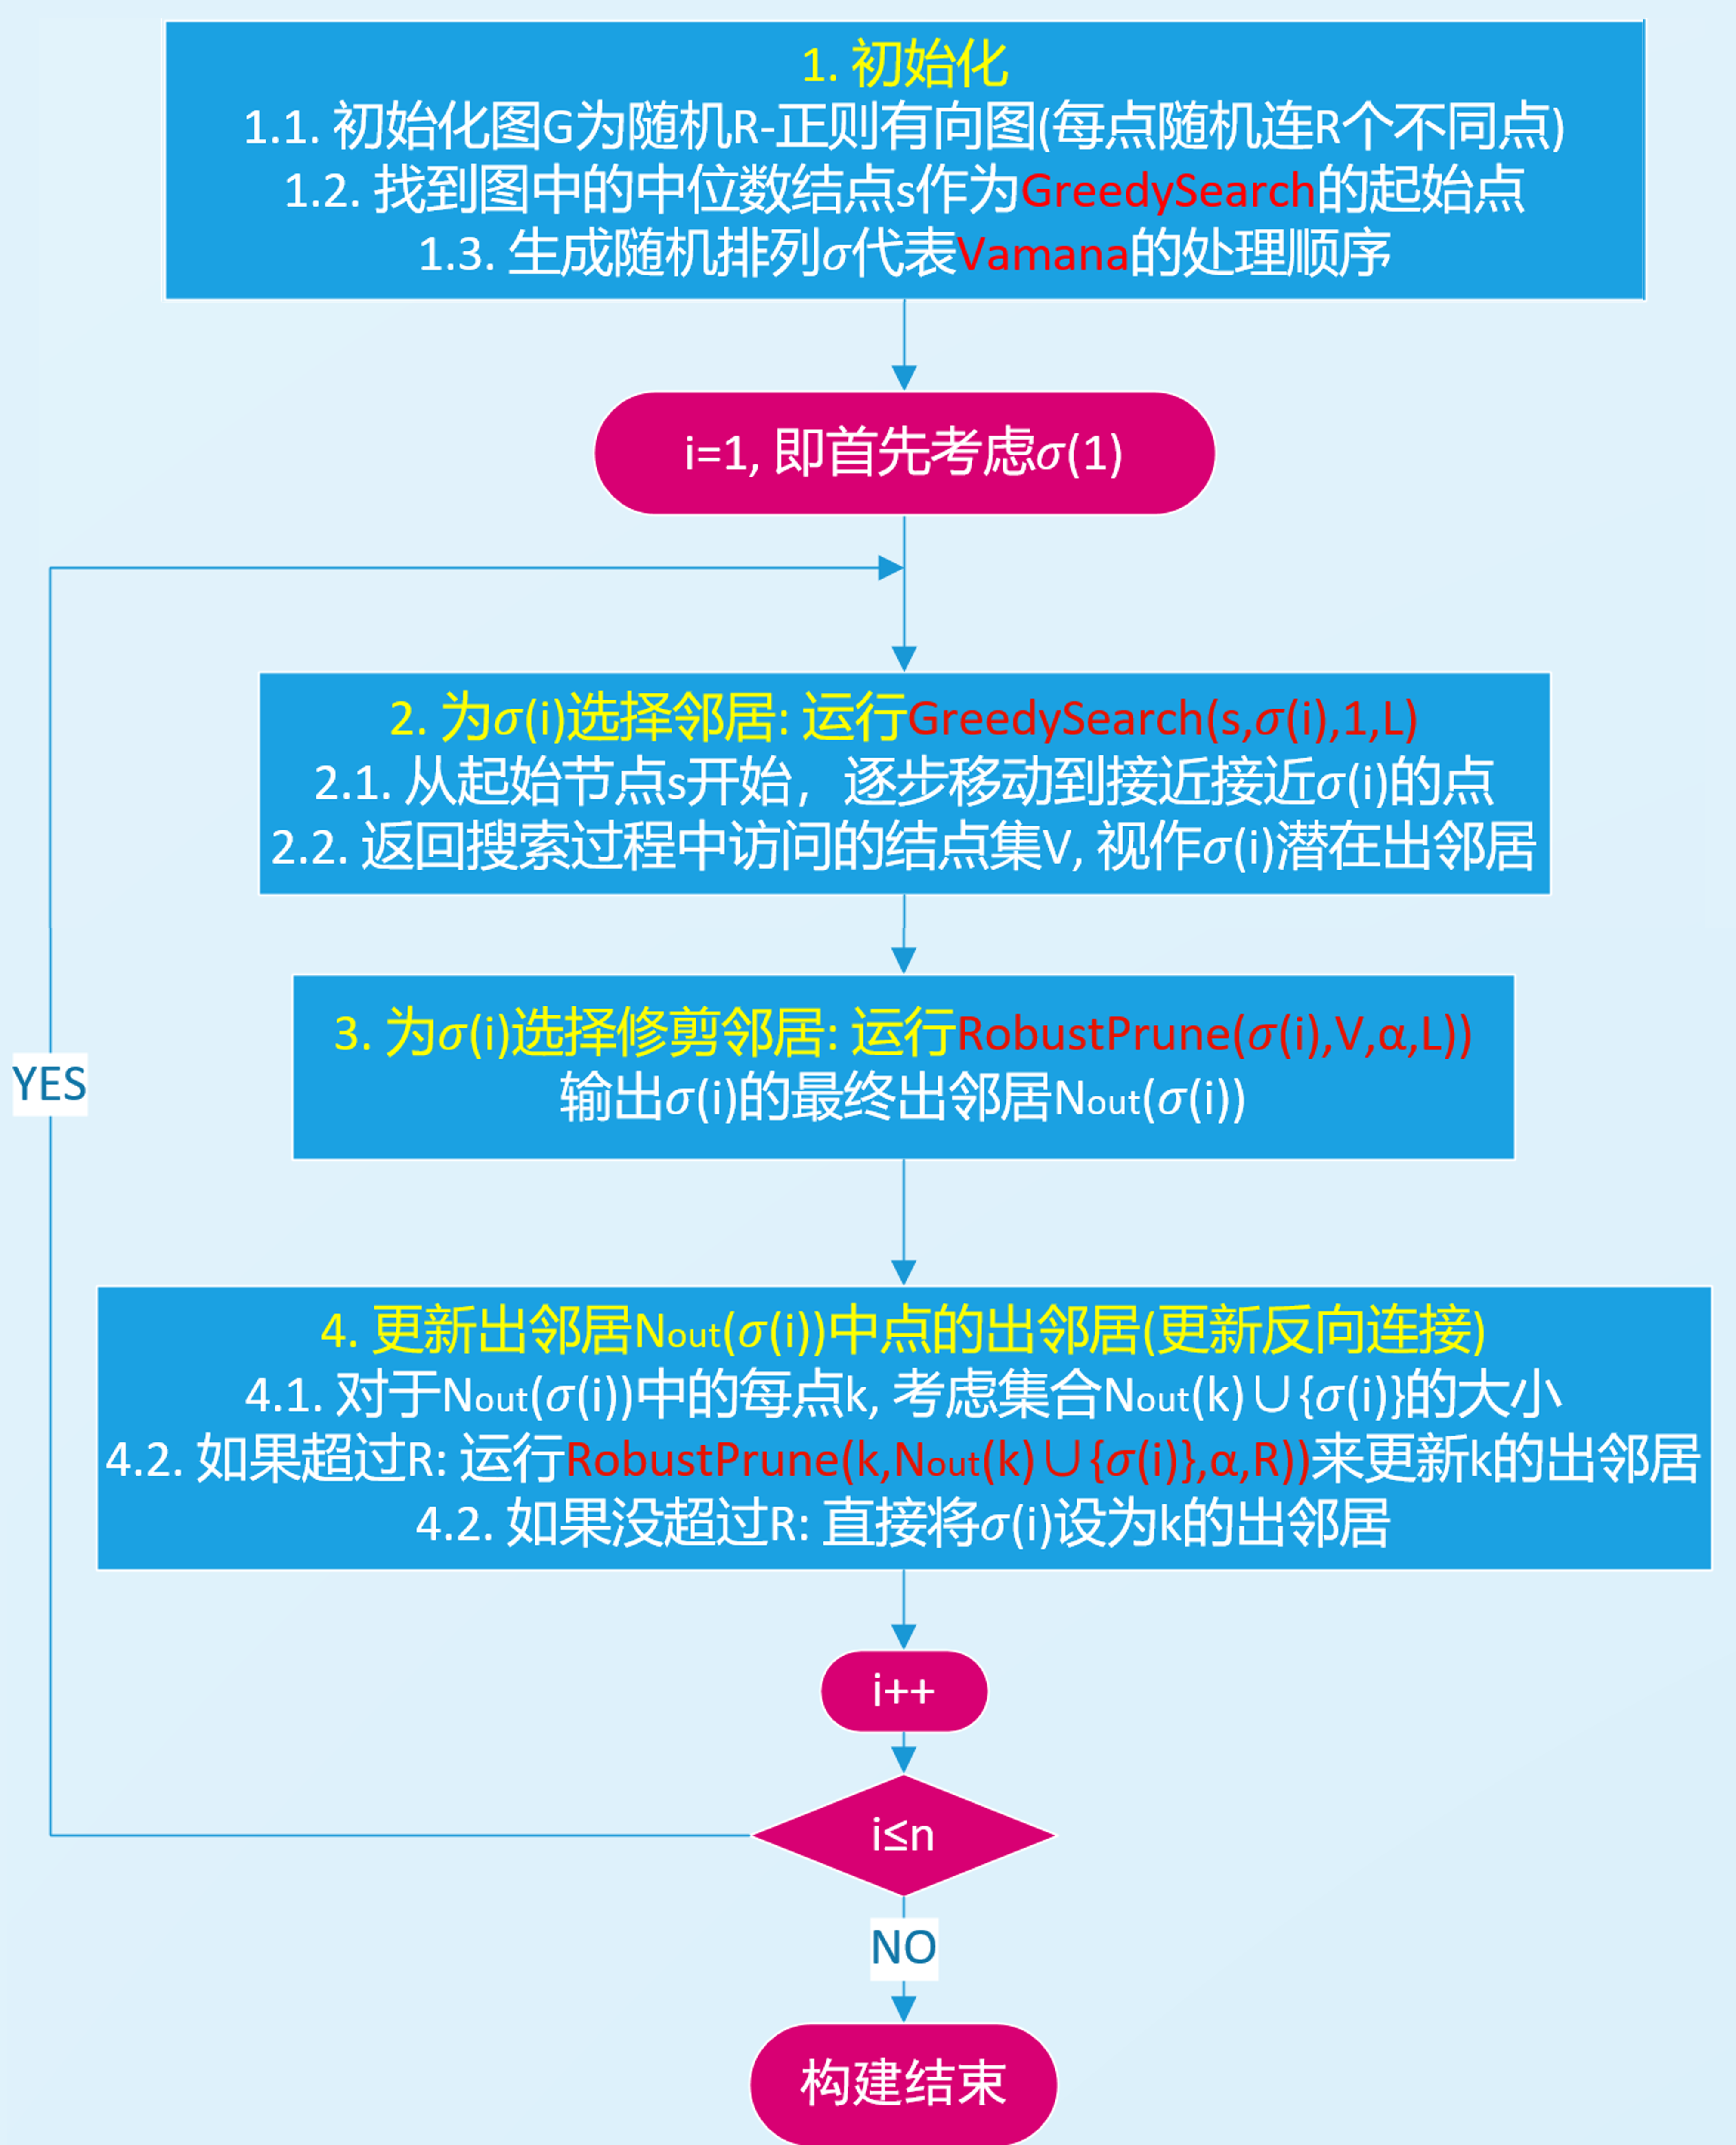 1. 初始化
1.1. 初始化图G为随机R-正则有向图(每点随机连R个不同点)
1.2. 找到图中的中位数结点s作为GreedySearch的起始点
1.3. 生成随机排列σ代表Vamana的处理顺序
i=1, 即首先考虑σ(1)
2. 为σ(i)选择邻居: 运行GreedySearch(s,σ(i),1,L)
2.1. 从起始节点s开始，逐步移动到接近接近σ(i)的点
2.2. 返回搜索过程中访问的结点集V, 视作σ(i)潜在出邻居
3. 为σ(i)选择修剪邻居: 运行RobustPrune(σ(i),V,α,L))
输出σ(i)的最终出邻居Nout(σ(i))
YES
4. 更新出邻居Nout(σ(i))中点的出邻居(更新反向连接)
4.1. 对于Nout(σ(i))中的每点k, 考虑集合Nout(k)∪{σ(i)}的大小
4.2. 如果超过R: 运行RobustPrune(k,Nout(k)∪{σ(i)},α,R))来更新k的出邻居
4.2. 如果没超过R: 直接将σ(i)设为k的出邻居
i++
i≤n
NO
构建结束